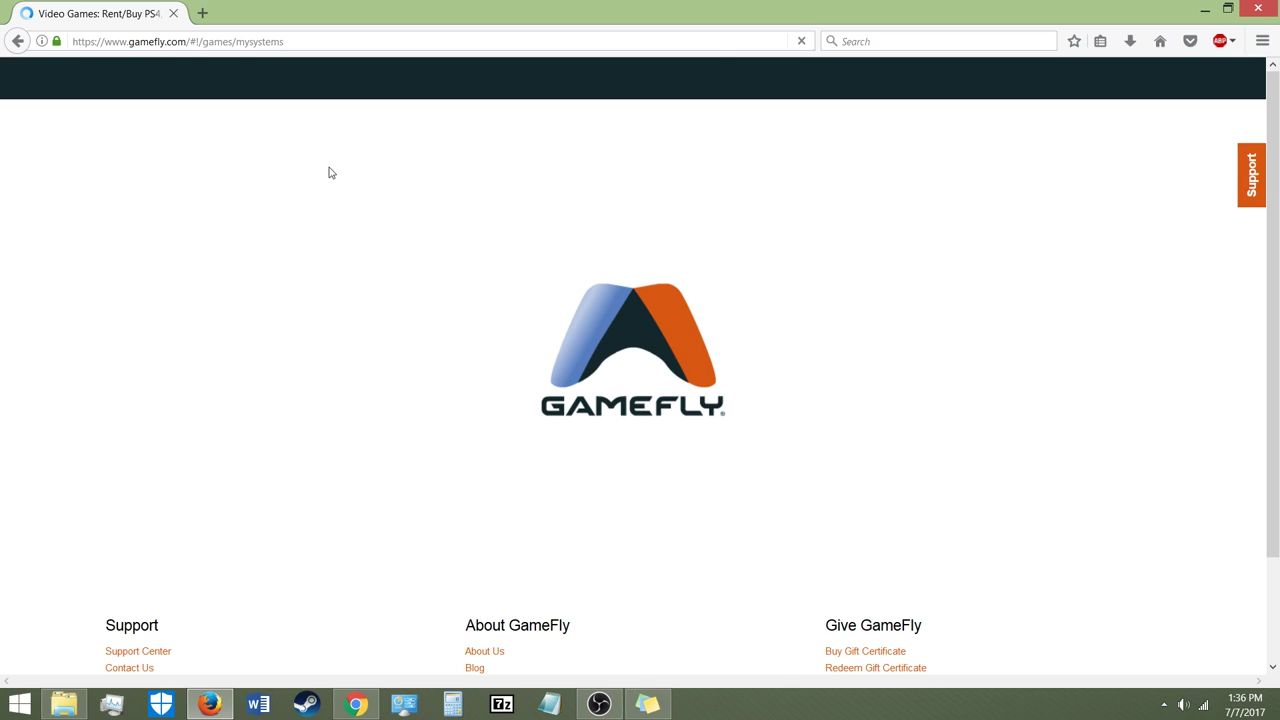 Video Games: Rent/Buy PS4,
https://www.gamefly.com/#!/games/mysystems
Search
ABP
Support
GAMEFLY®
Support
About GameFly
Give GameFly
Support Center
About Us
Buy Gift Certificate
Contact Us
Blog
Redeem Gift Certificate
7z
1:36 PM
7/7/2017